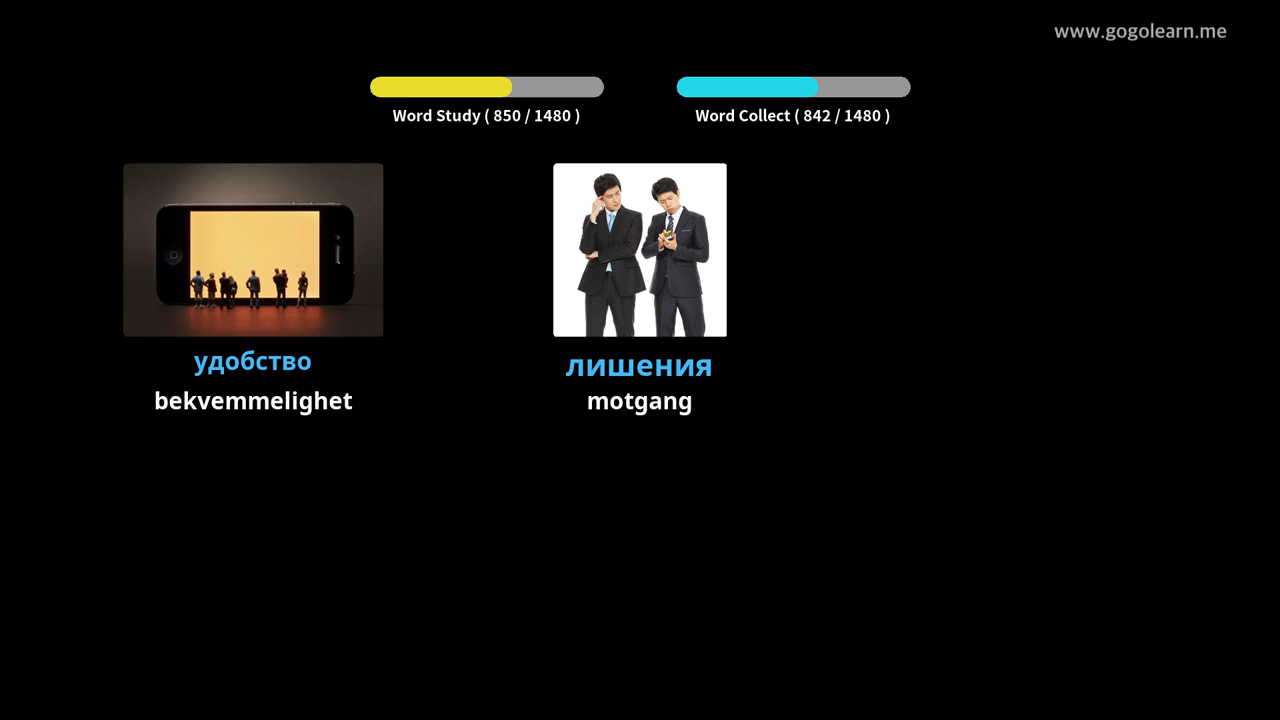 www.gogolearn.me
Word Study ( 850 / 1480 )
Word Collect ( 842 / 1480 )
удобство
bekvemmelighet
лишения
motgang